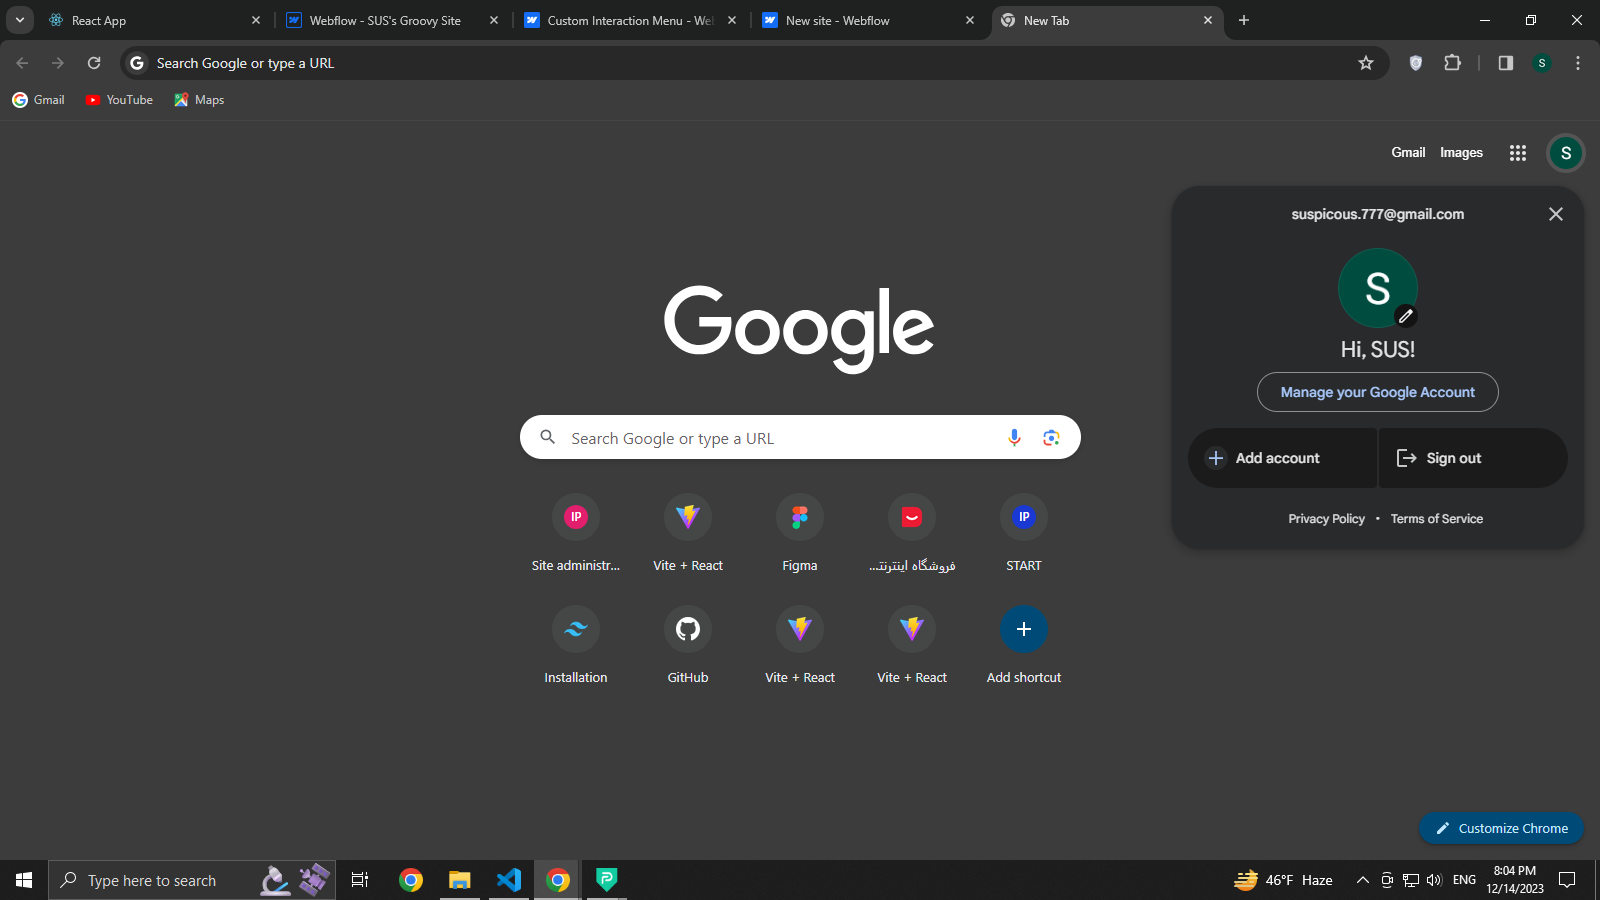 React App
Webflow - SUS's Groovy Site
Custom Interaction Menu - We
New site - Webflow
New Tab
Search Google or type a URL
S
Gmail
YouTube
Maps
Gmail
Images
S
suspicous.777@gmail.com
S
Hi, SUS!
Manage your Google Account
Add account
Sign out
Privacy Policy • Terms of Service
Google
Search Google or type a URL
IP
IP
Site administr...
Vite + React
Figma
فروشگاه اینترنتـ...
START
Installation
GitHub
Vite + React
Vite + React
Add shortcut
Customize Chrome
Type here to search
46°F Haze
ENG
8:04 PM
12/14/2023